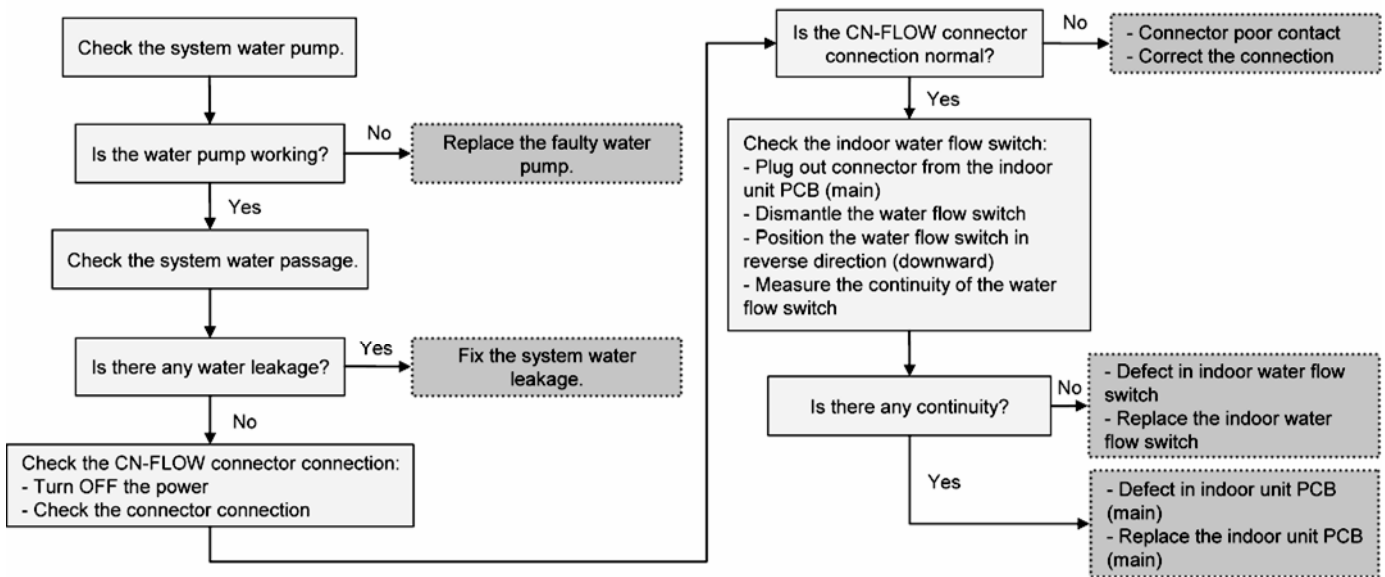 Check the system water pump.
Is the water pump working?
No
Replace the faulty water
pump.
Yes
Check the system water passage.
Is there any water leakage?
Yes
Fix the system water
leakage.
No
Check the CN-FLOW connector connection:
- Turn OFF the power
- Check the connector connection
Is the CN-FLOW connector
connection normal?
No
- Connector poor contact
- Correct the connection
Yes
Check the indoor water flow switch:
- Plug out connector from the indoor
unit PCB (main)
- Dismantle the water flow switch
- Position the water flow switch in
reverse direction (downward)
- Measure the continuity of the water
flow switch
Is there any continuity?
No
- Defect in indoor water flow
switch
- Replace the indoor water
flow switch
Yes
- Defect in indoor unit PCB
(main)
- Replace the indoor unit PCB
(main)